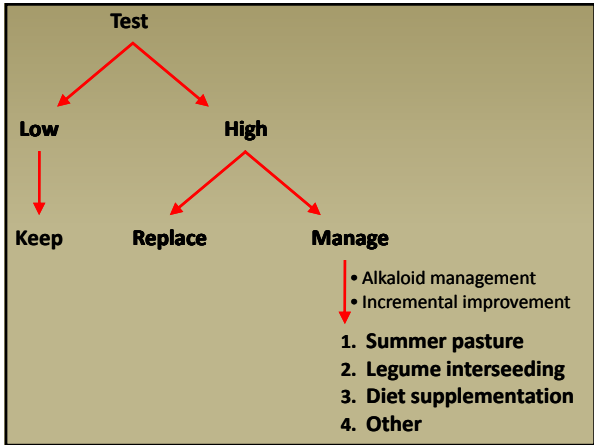 Test
Low
High
Keep
Replace
Manage
• Alkaloid management
• Incremental improvement
1. Summer pasture
2. Legume interseeding
3. Diet supplementation
4. Other